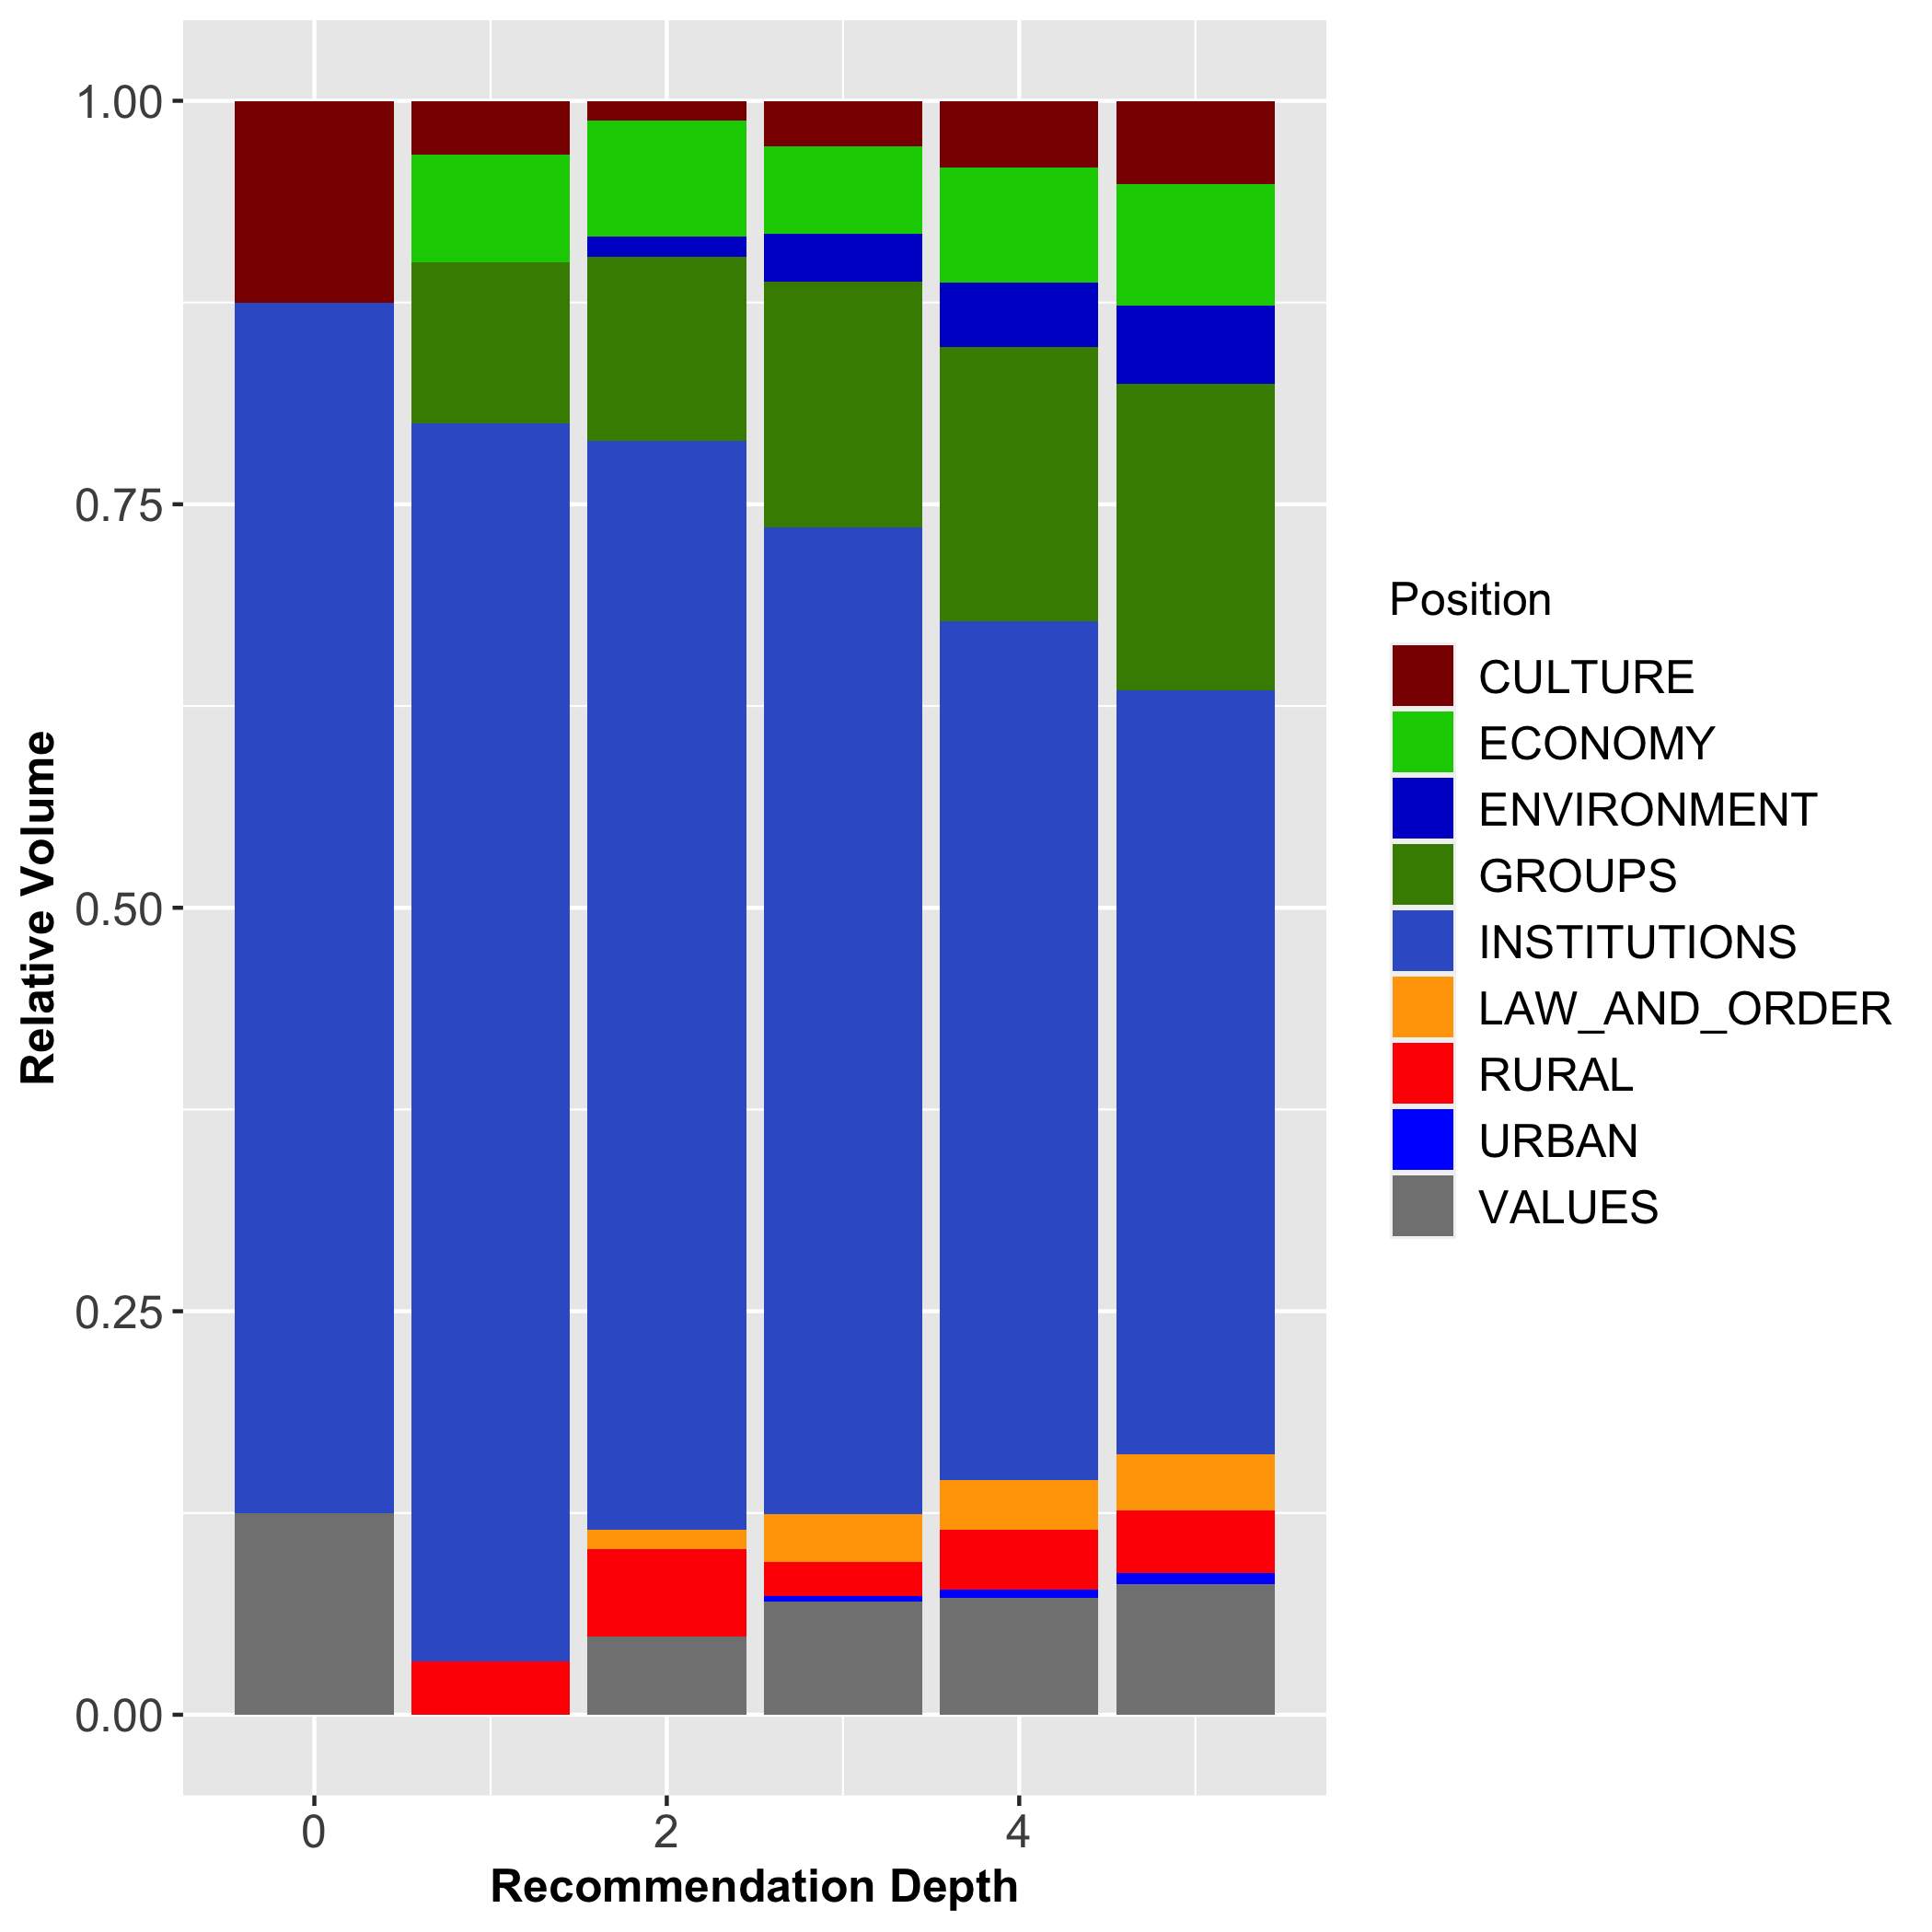 1.00
0.75
0.50
0.25
0.00
Relative Volume
0
2
4
Recommendation Depth
Position
CULTURE
ECONOMY
ENVIRONMENT
GROUPS
INSTITUTIONS
LAW_AND_ORDER
RURAL
URBAN
VALUES